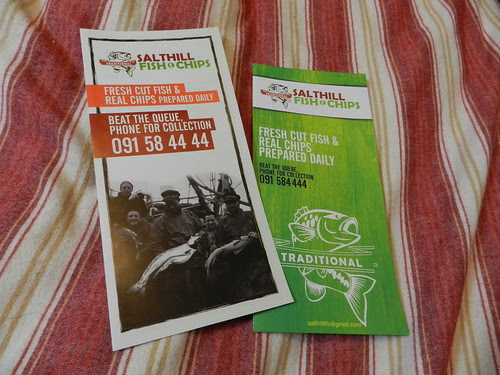 TRADITIONAL
SALTHILL
FISH & CHIPS
FRESH CUT FISH &
REAL CHIPS PREPARED DAILY
BEAT THE QUEUE,
PHONE FOR COLLECTION
091 58 44 44
TRADITIONAL
SALTHILL
FISH & CHIPS
FRESH CUT FISH &
REAL CHIPS
PREPARED DAILY
BEAT THE QUEUE,
PHONE FOR COLLECTION
091 584444
TRADITIONAL